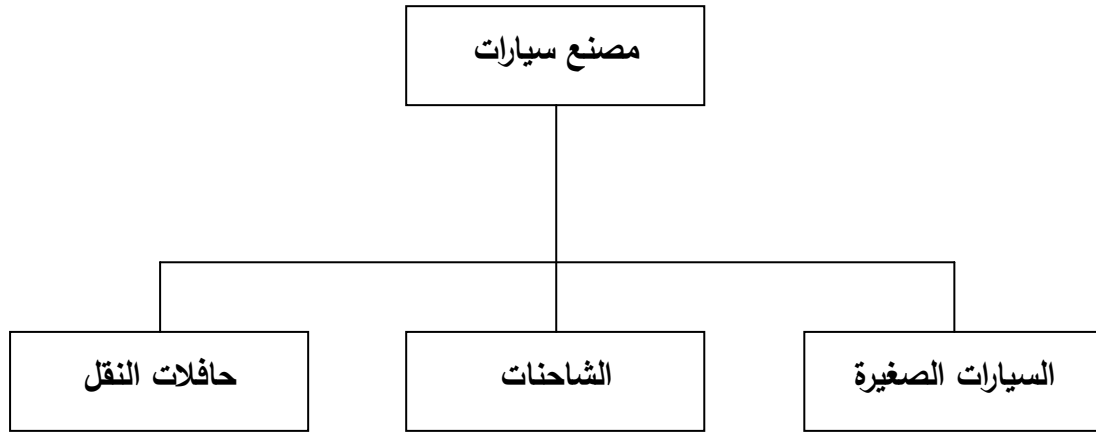 مصنع سيارات
السيارات الصغيرة
الشاحنات
حافلات النقل